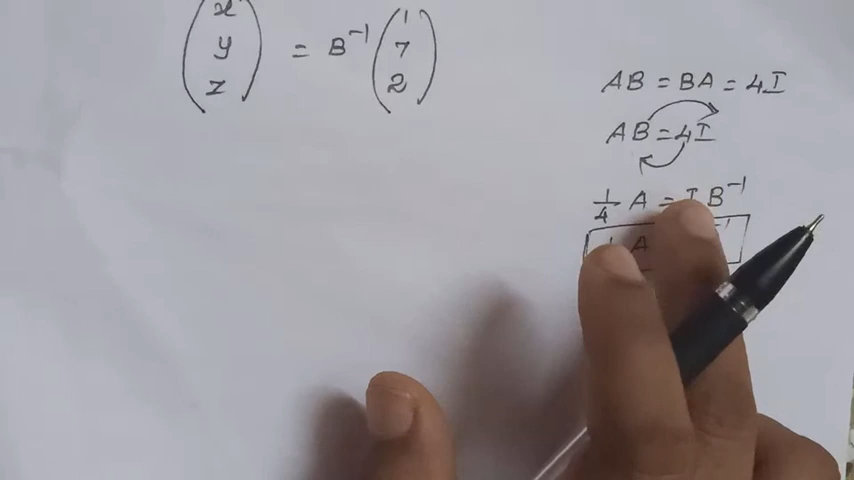 (x y z) = B⁻¹ (1 7 2)
AB = BA = 4I
AB = 4I
1/4 A = I B⁻¹
A